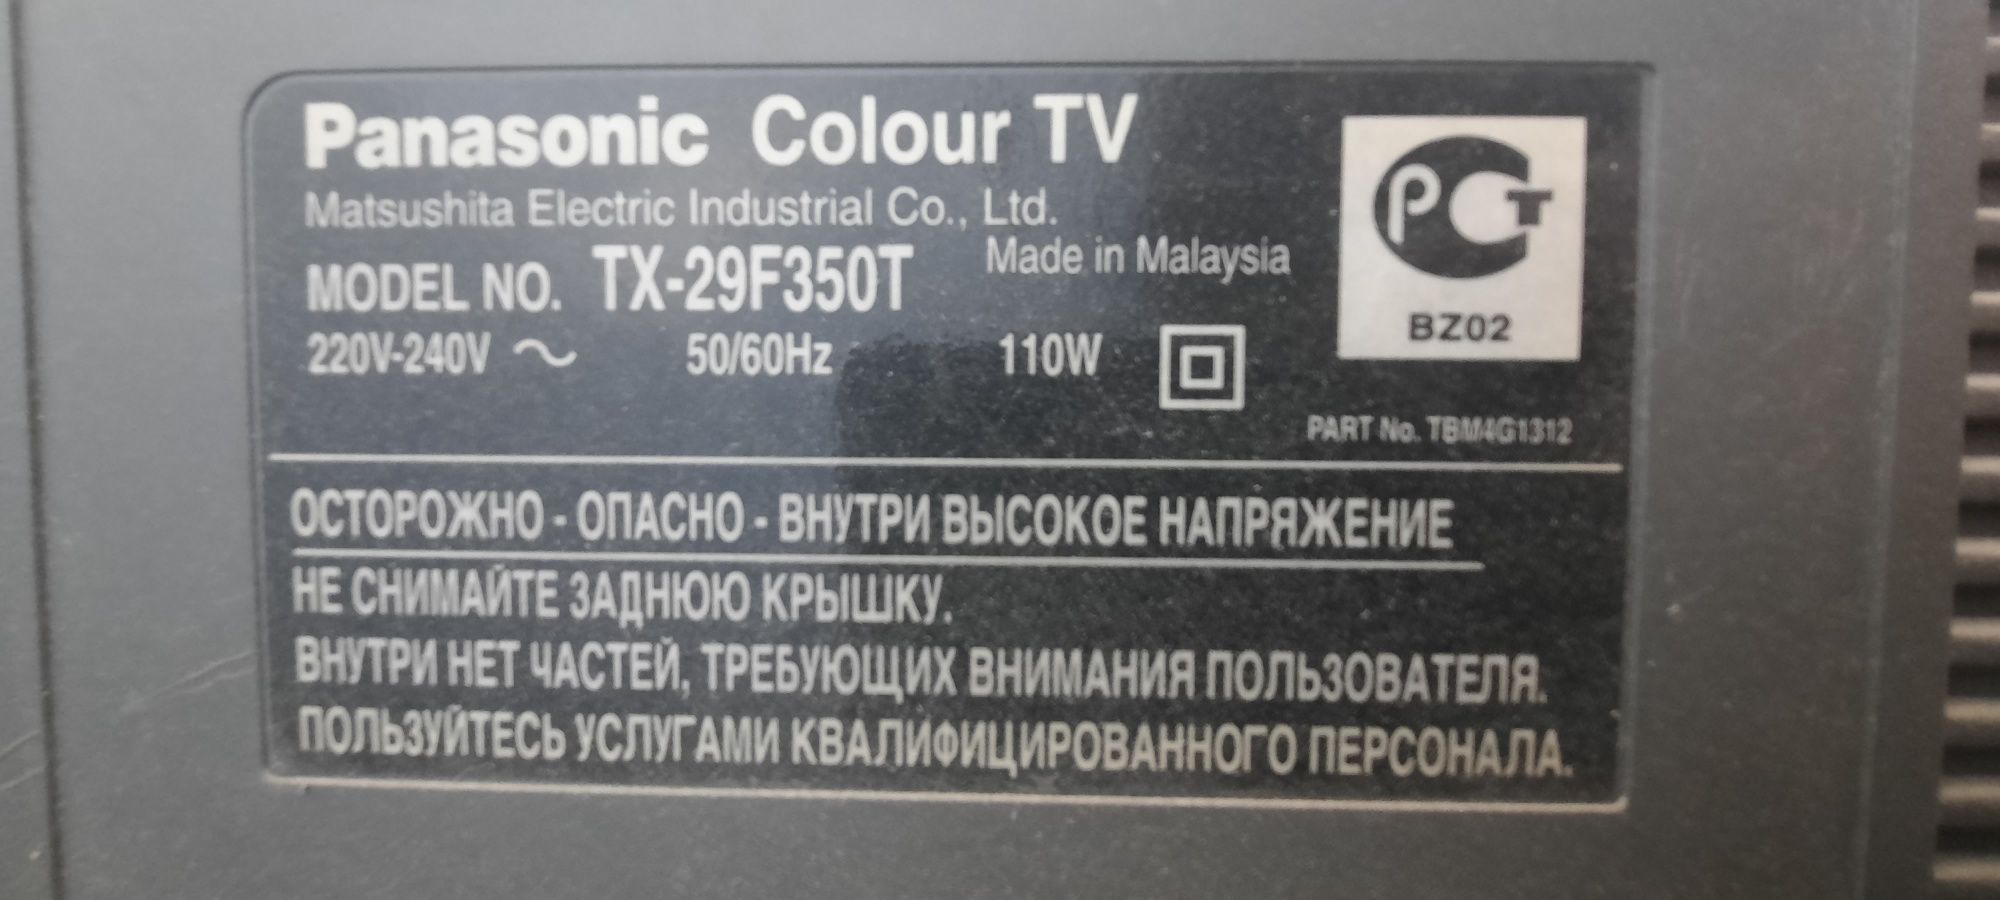 Panasonic Colour TV
Matsushita Electric Industrial Co., Ltd.
MODEL NO. TX-29F350T Made in Malaysia
220V-240V ~ 50/60Hz 110W
РСТ
BZ02
PART No. TBM4G1312
ОСТОРОЖНО - ОПАСНО - ВНУТРИ ВЫСОКОЕ НАПРЯЖЕНИЕ
НЕ СНИМАЙТЕ ЗАДНЮЮ КРЫШКУ.
ВНУТРИ НЕТ ЧАСТЕЙ, ТРЕБУЮЩИХ ВНИМАНИЯ ПОЛЬЗОВАТЕЛЯ.
ПОЛЬЗУЙТЕСЬ УСЛУГАМИ КВАЛИФИЦИРОВАННОГО ПЕРСОНАЛА.